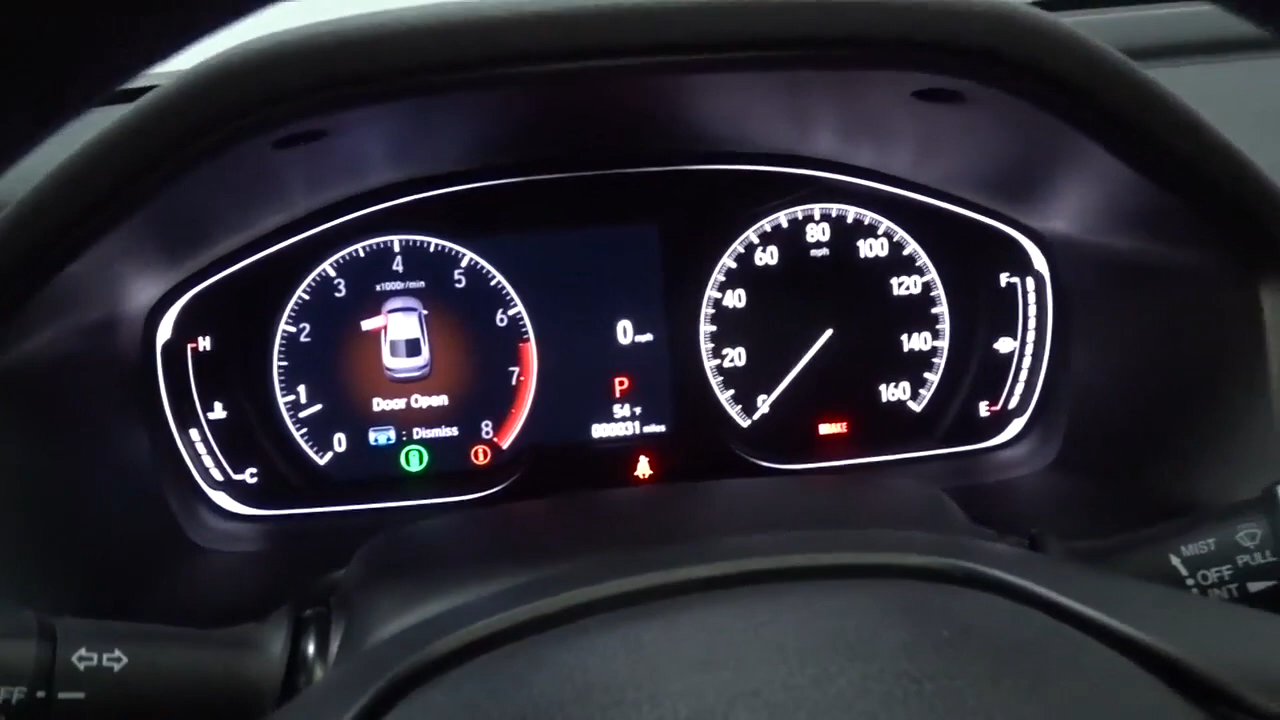 H
C
0
1
2
3
4
5
6
7
8
x1000r/min
Door Open
: Dismiss
0 mph
P
54 °F
000031 miles
0
20
40
60
80
100
120
140
160
mph
BRAKE
F
E
OFF
MIST
OFF
INT
PULL